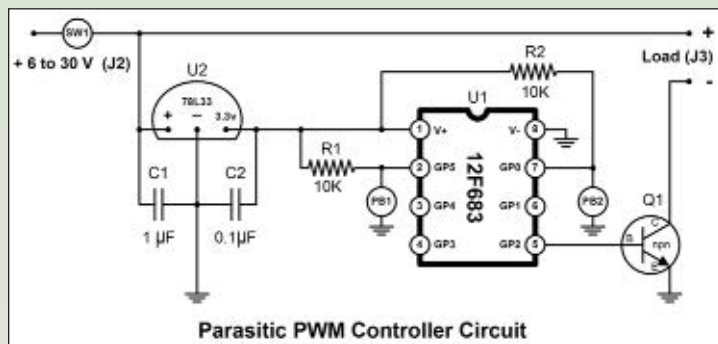 SW1
+
+ 6 to 30 V (J2)
Load (J3)
-
R2
10K
U2
78L33
+ − 3.3v
U1
1 V+ V- 8
R1
10K
2 GP5 GP0 7
12F683
PB1
PB2
3 GP4 GP1 6
4 GP3 GP2 5
C1
C2
1 µF
0.1µF
Q1
C
B
npn
E
Parasitic PWM Controller Circuit